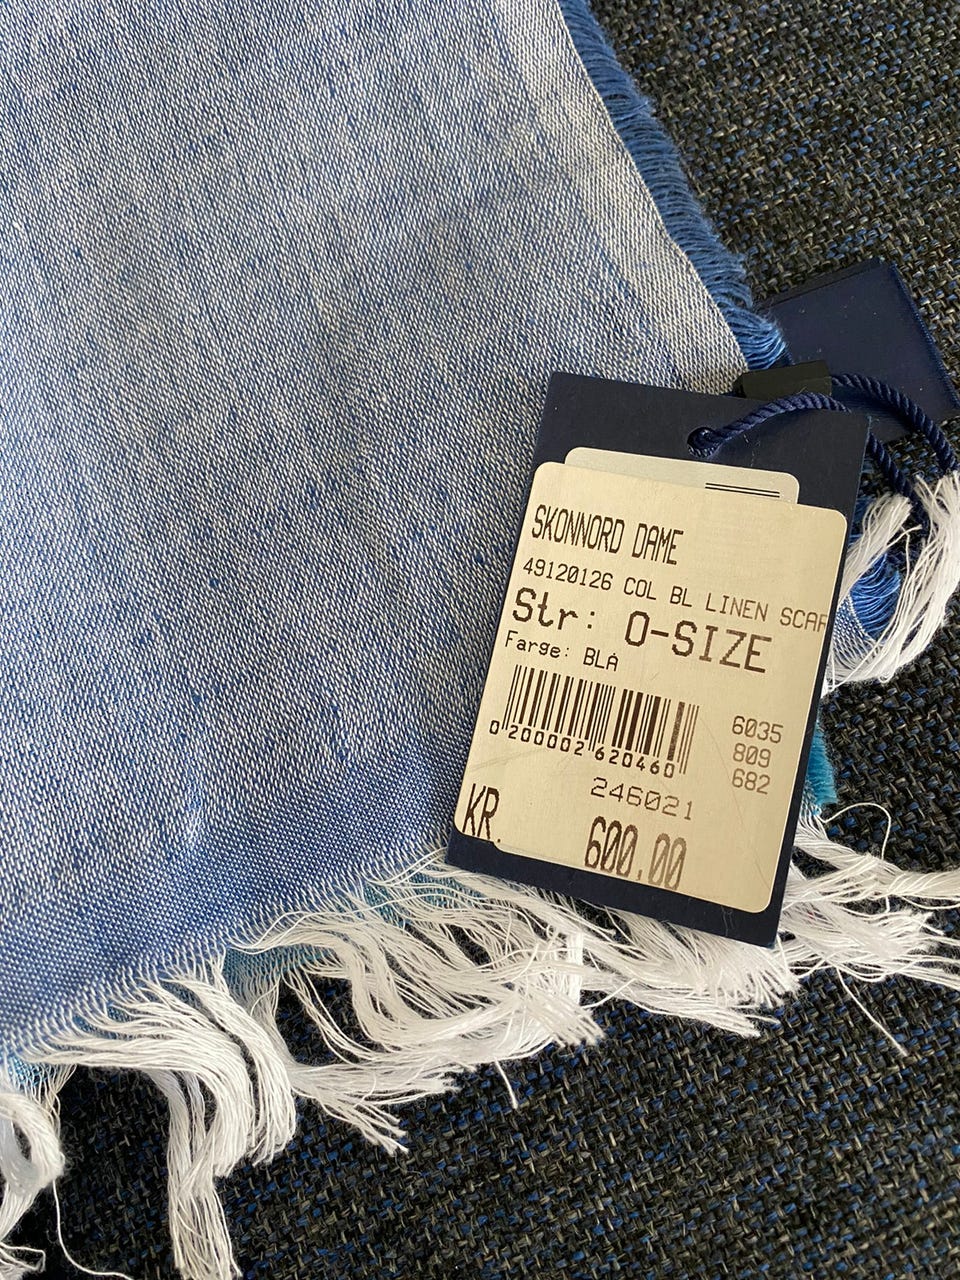 SKONNORD DAME
49120126 COL BL LINEN SCAR
Str: O-SIZE
Farge: BLÅ
0 200002 620460
6035
809
682
246021
KR. 600.00